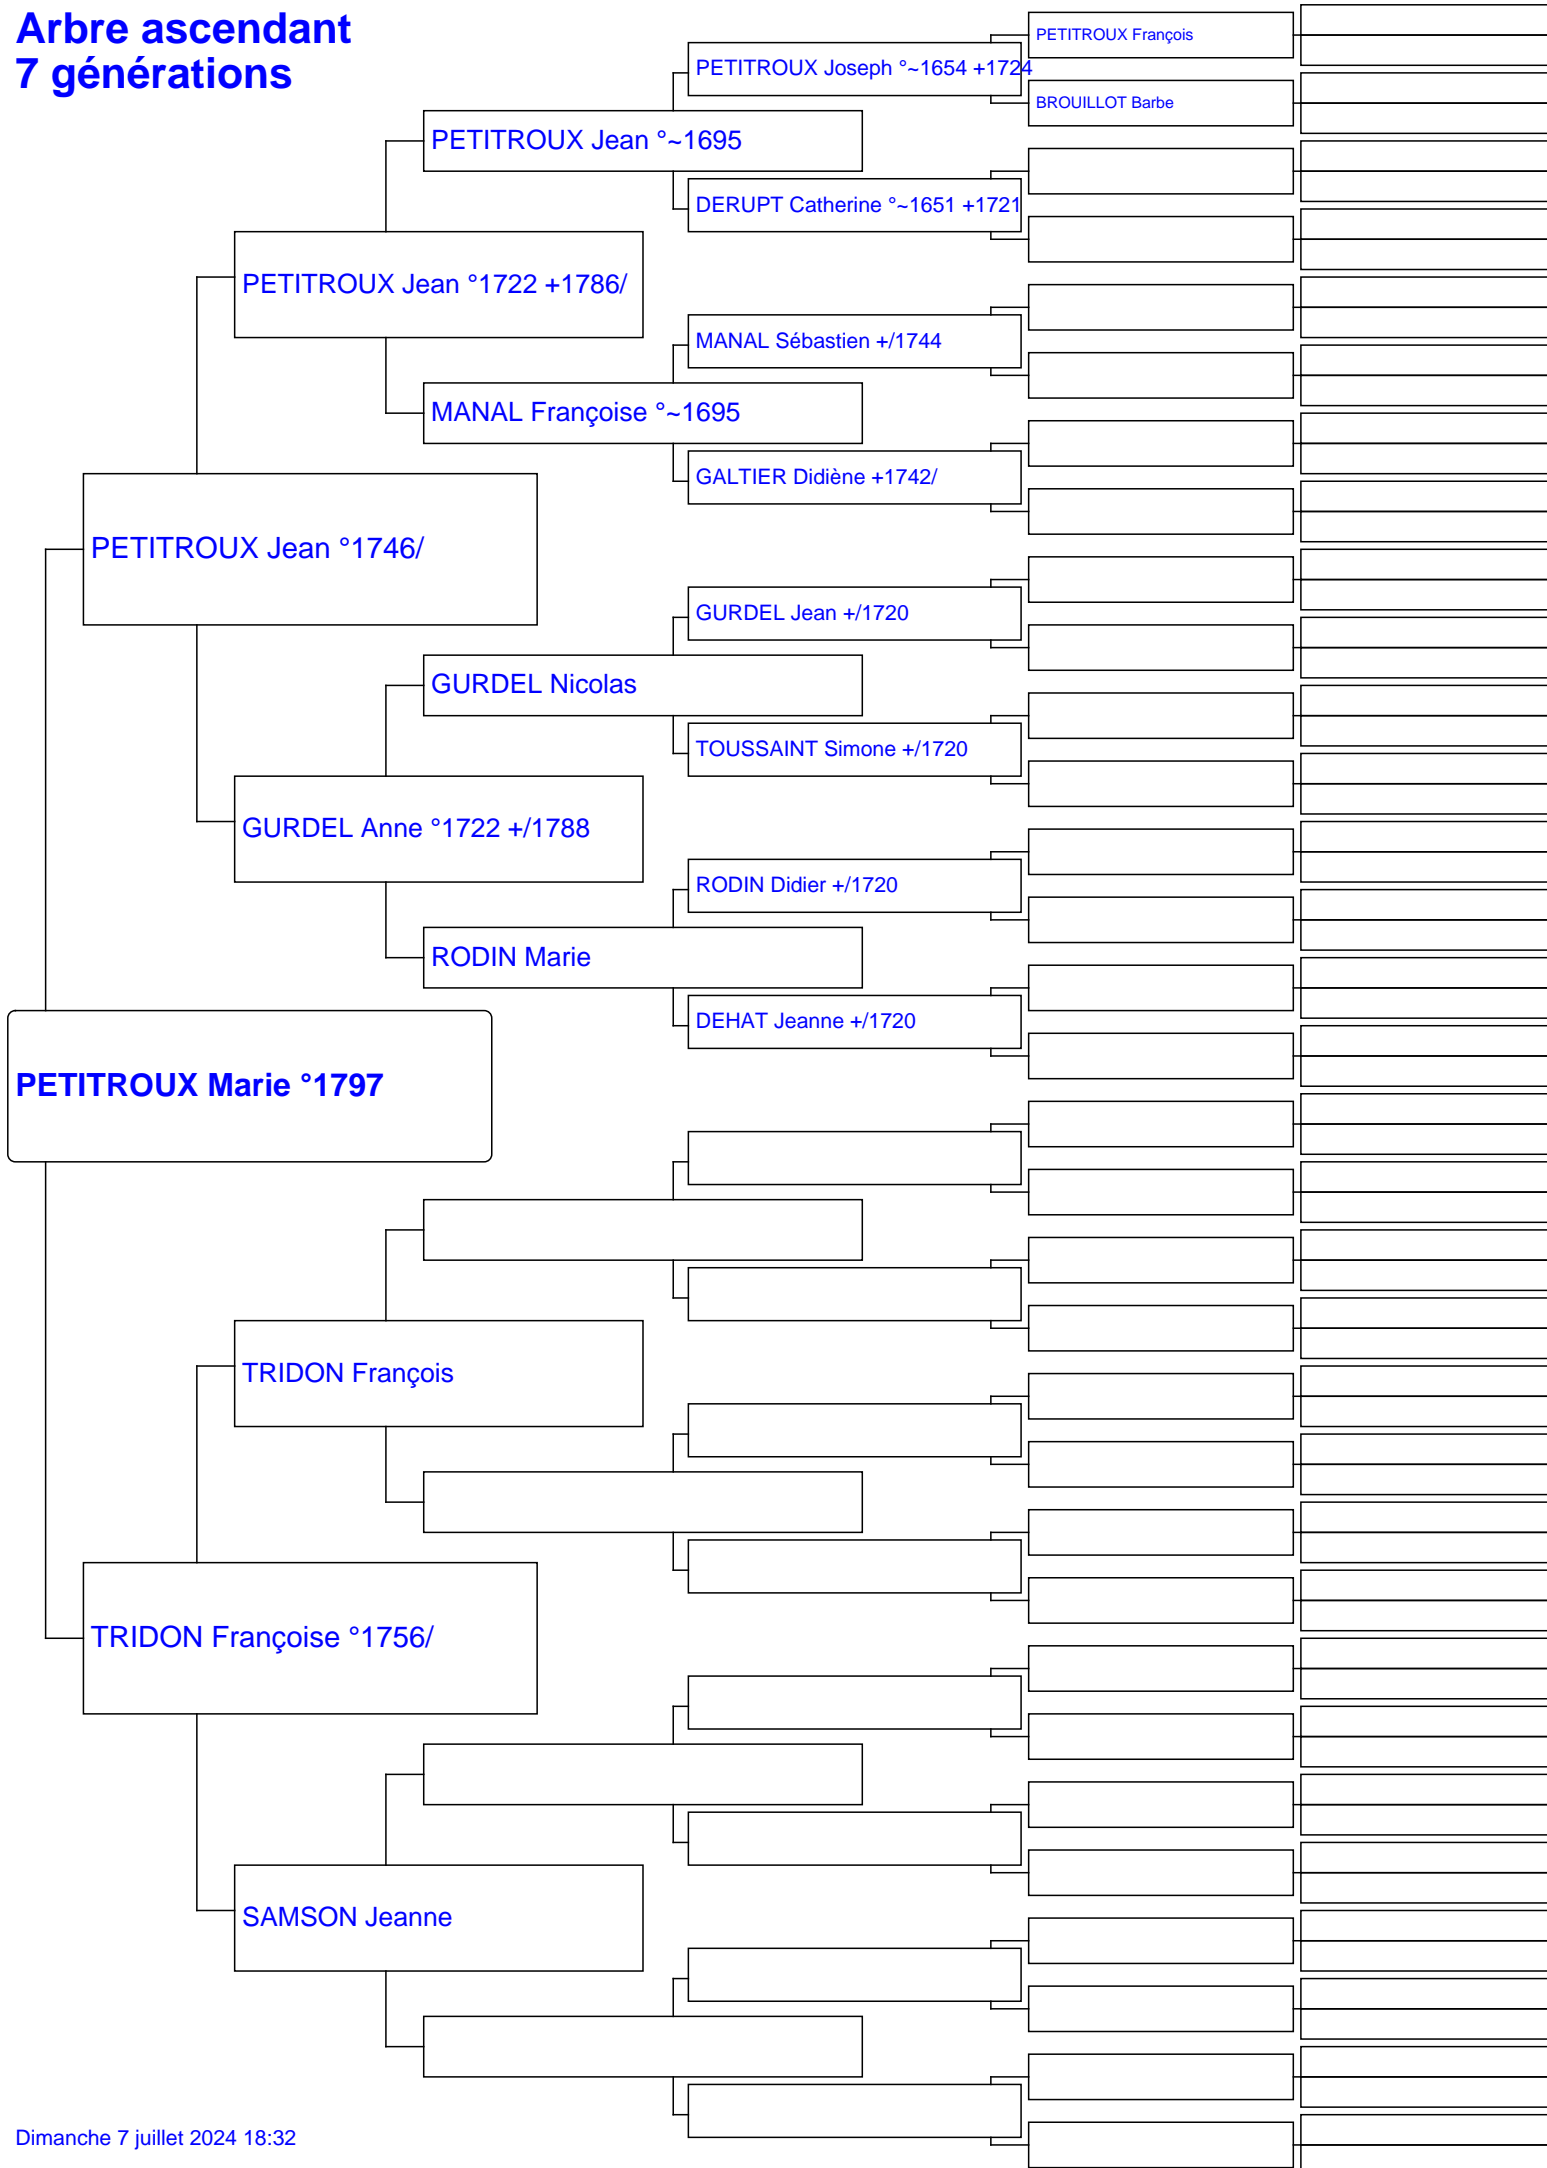 Arbre ascendant
7 générations
PETITROUX François
PETITROUX Joseph °~1654 +1724
BROUILLOT Barbe
PETITROUX Jean °~1695
DERUPT Catherine °~1651 +1721
PETITROUX Jean °1722 +1786/
MANAL Sébastien +/1744
MANAL Françoise °~1695
GALTIER Didiène +1742/
PETITROUX Jean °1746/
GURDEL Jean +/1720
GURDEL Nicolas
TOUSSAINT Simone +/1720
GURDEL Anne °1722 +/1788
RODIN Didier +/1720
RODIN Marie
DEHAT Jeanne +/1720
PETITROUX Marie °1797
TRIDON François
TRIDON Françoise °1756/
SAMSON Jeanne
Dimanche 7 juillet 2024 18:32